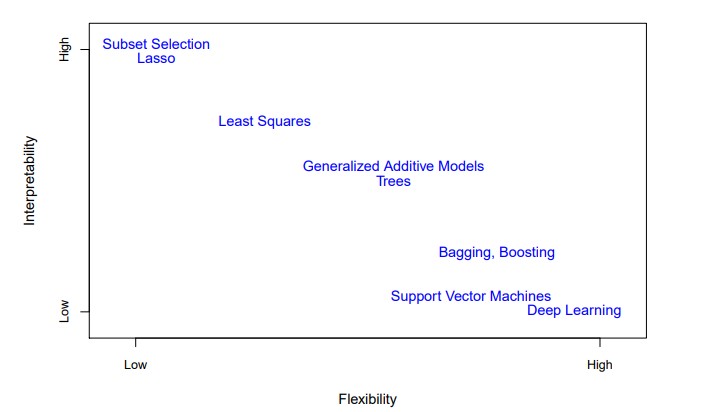 High
Subset Selection
Lasso
Least Squares
Generalized Additive Models
Trees
Interpretability
Bagging, Boosting
Support Vector Machines
Deep Learning
Low
Low
High
Flexibility